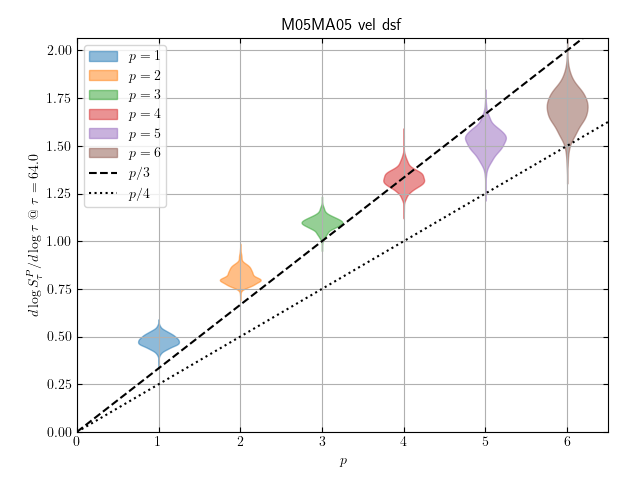 M05MA05 vel dsf
d log S_τ^P / d log τ @ τ = 64.0
2.00
1.75
1.50
1.25
1.00
0.75
0.50
0.25
0.00
p = 1
p = 2
p = 3
p = 4
p = 5
p = 6
p/3
p/4
0 1 2 3 4 5 6
p